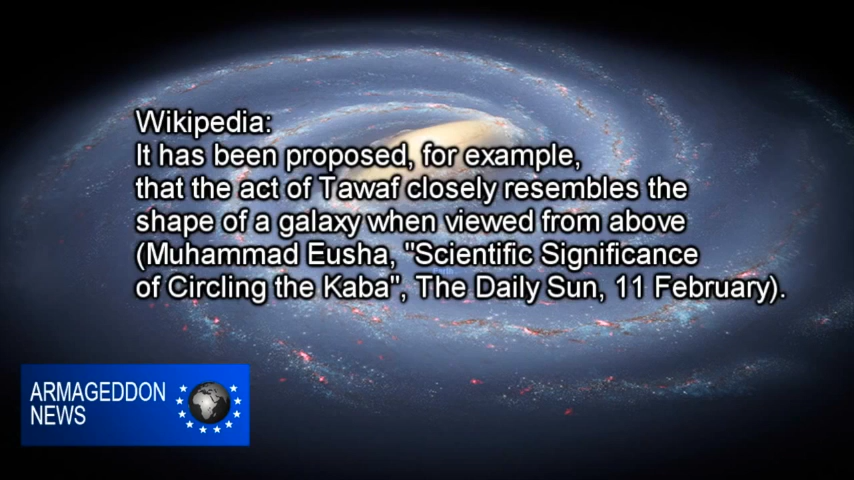 Wikipedia:
It has been proposed, for example,
that the act of Tawaf closely resembles the
shape of a galaxy when viewed from above
(Muhammad Eusha, "Scientific Significance
of Circling the Kaba", The Daily Sun, 11 February).
ARMAGEDDON
NEWS